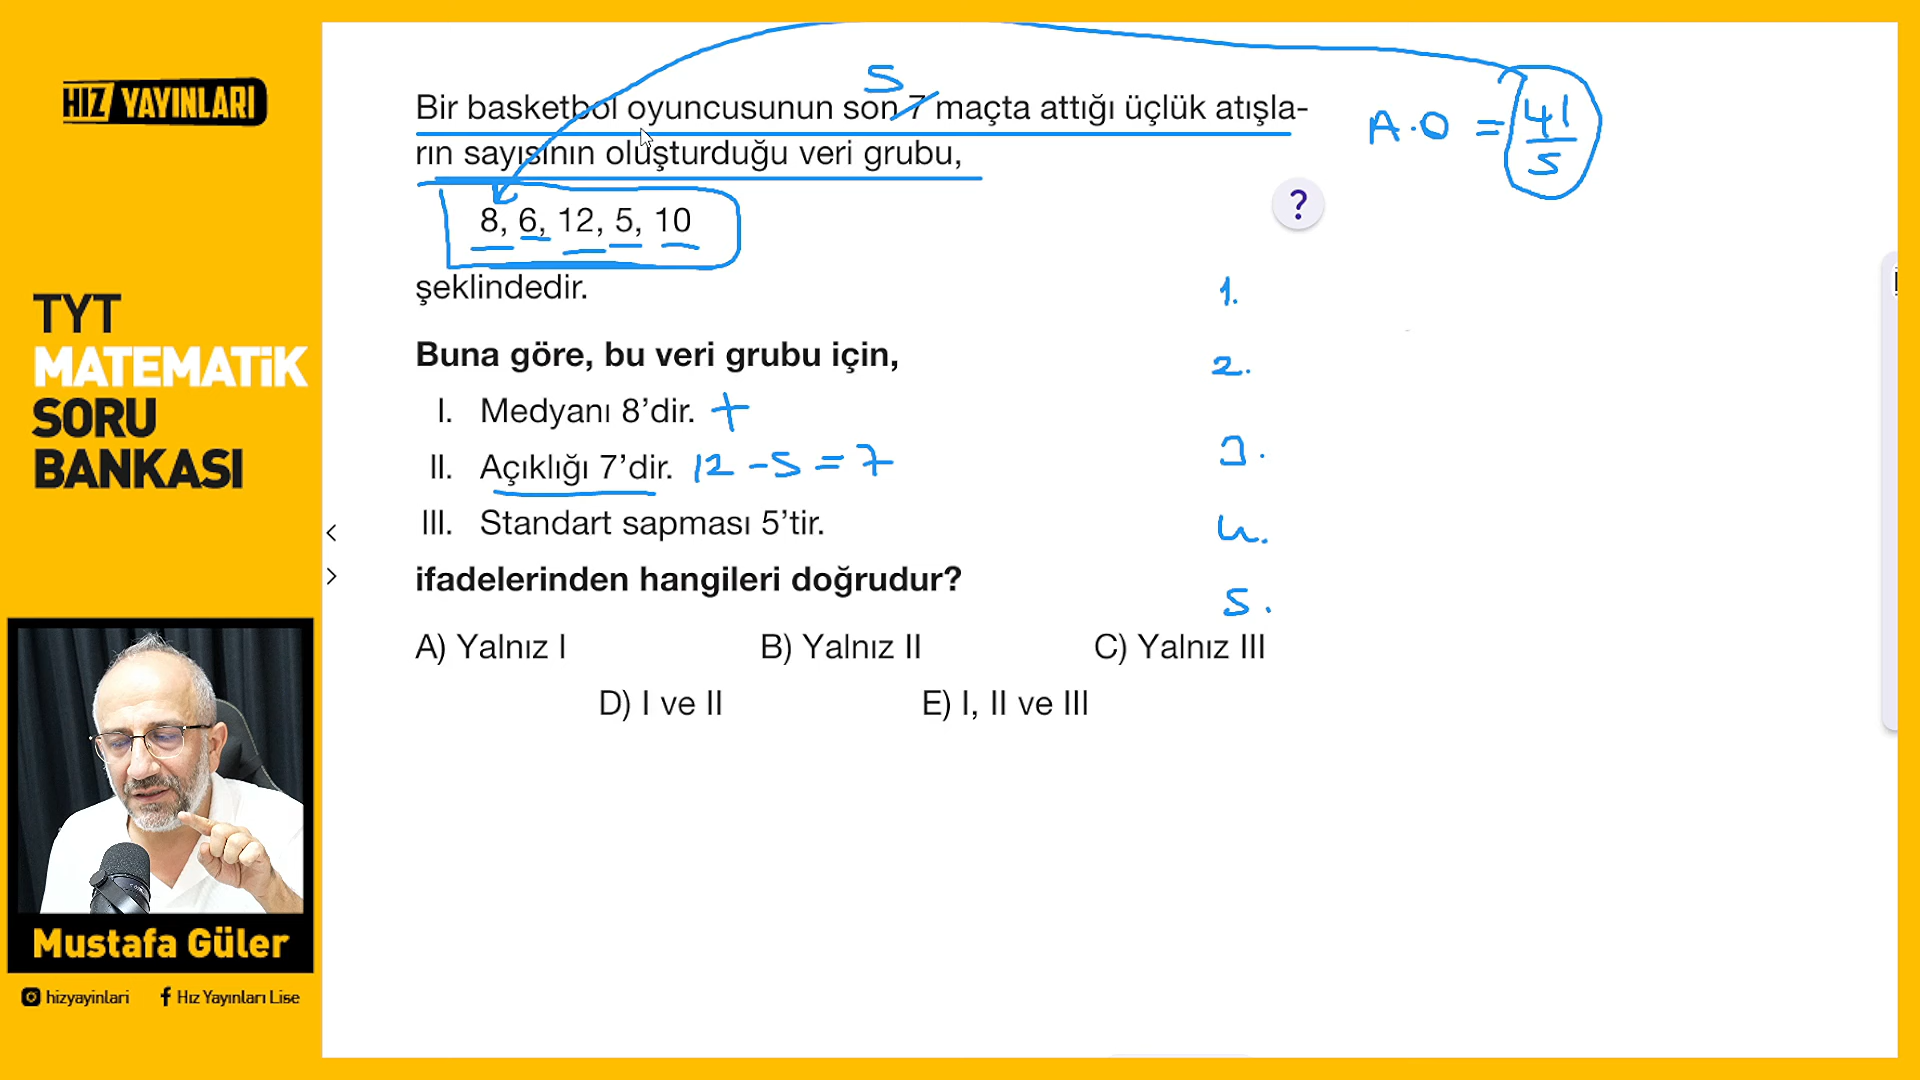 HIZ YAYINLARI
TYT
MATEMATİK
SORU
BANKASI
Mustafa Güler
hizyayinlari
Hız Yayınları Lise
5
Bir basketbol oyuncusunun son 7 maçta attığı üçlük atışla-
rın sayısının oluşturduğu veri grubu,
8, 6, 12, 5, 10
şeklindedir.
Buna göre, bu veri grubu için,
I. Medyanı 8’dir. +
II. Açıklığı 7’dir. 12 - 5 = 7
III. Standart sapması 5’tir.
ifadelerinden hangileri doğrudur?
A) Yalnız I B) Yalnız II C) Yalnız III
D) I ve II E) I, II ve III
A.O = 41
5
?
1.
2.
3.
4.
5.